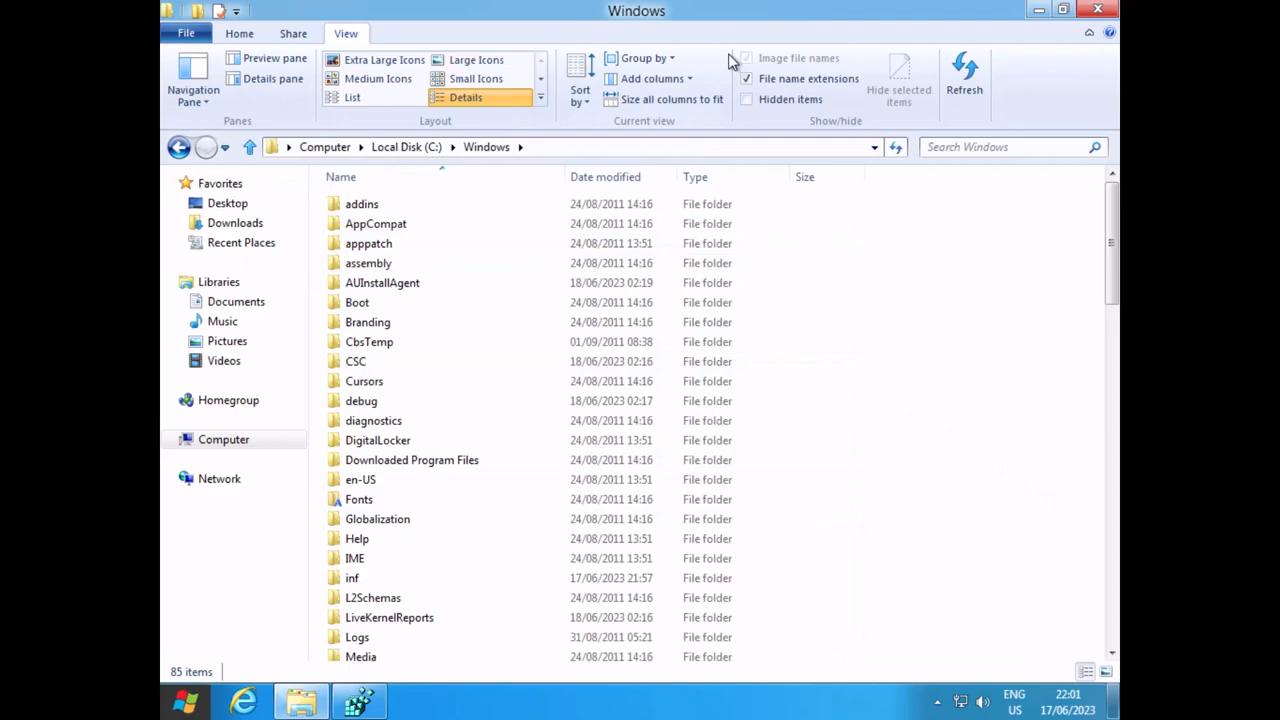 Windows
File
Home
Share
View
Preview pane
Details pane
Navigation
Pane
Panes
Extra Large Icons
Large Icons
Medium Icons
Small Icons
List
Details
Layout
Sort
by
Group by
Add columns
Size all columns to fit
Current view
Image file names
File name extensions
Hidden items
Hide selected
items
Show/hide
Refresh
Computer
Local Disk (C:)
Windows
Search Windows
Favorites
Desktop
Downloads
Recent Places
Libraries
Documents
Music
Pictures
Videos
Homegroup
Computer
Network
Name Date modified Type Size
addins 24/08/2011 14:16 File folder
AppCompat 24/08/2011 14:16 File folder
apppatch 24/08/2011 13:51 File folder
assembly 24/08/2011 14:16 File folder
AUInstallAgent 18/06/2023 02:19 File folder
Boot 24/08/2011 14:16 File folder
Branding 24/08/2011 14:16 File folder
CbsTemp 01/09/2011 08:38 File folder
CSC 18/06/2023 02:16 File folder
Cursors 24/08/2011 14:16 File folder
debug 18/06/2023 02:17 File folder
diagnostics 24/08/2011 14:16 File folder
DigitalLocker 24/08/2011 13:51 File folder
Downloaded Program Files 24/08/2011 14:16 File folder
en-US 24/08/2011 13:51 File folder
Fonts 24/08/2011 14:16 File folder
Globalization 24/08/2011 14:16 File folder
Help 24/08/2011 13:51 File folder
IME 24/08/2011 13:51 File folder
inf 17/06/2023 21:57 File folder
L2Schemas 24/08/2011 14:16 File folder
LiveKernelReports 18/06/2023 02:16 File folder
Logs 31/08/2011 05:21 File folder
Media 24/08/2011 14:16 File folder
85 items
ENG
US
22:01
17/06/2023